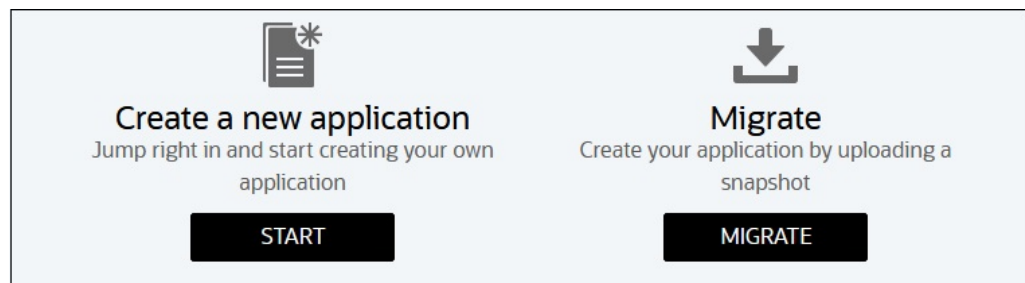 Create a new application
Jump right in and start creating your own
application
START
Migrate
Create your application by uploading a
snapshot
MIGRATE